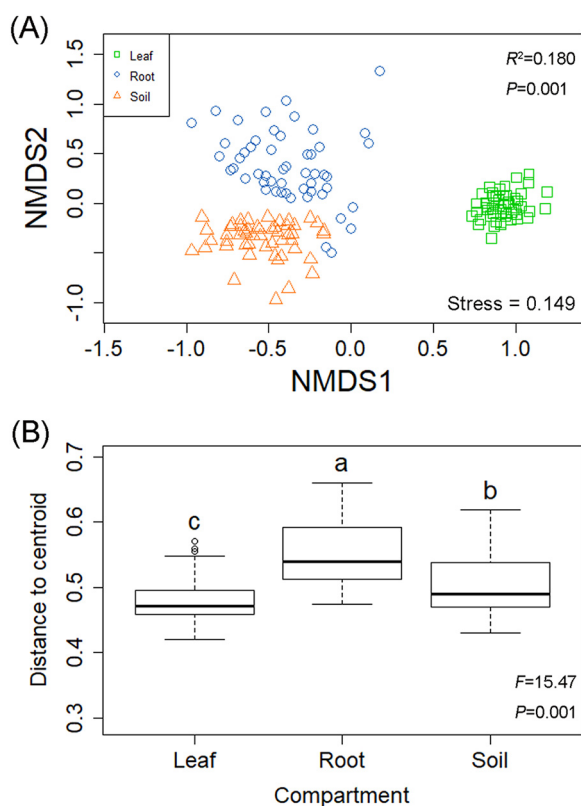 (A)
Leaf
Root
Soil
R²=0.180
P=0.001
Stress = 0.149
NMDS2
1.5
1.0
0.5
0.0
-1.0
-1.5 -1.0 -0.5 0.0 0.5 1.0
NMDS1
(B)
Distance to centroid
0.7
0.6
0.5
0.4
0.3
c
a
b
F=15.47
P=0.001
Leaf Root Soil
Compartment